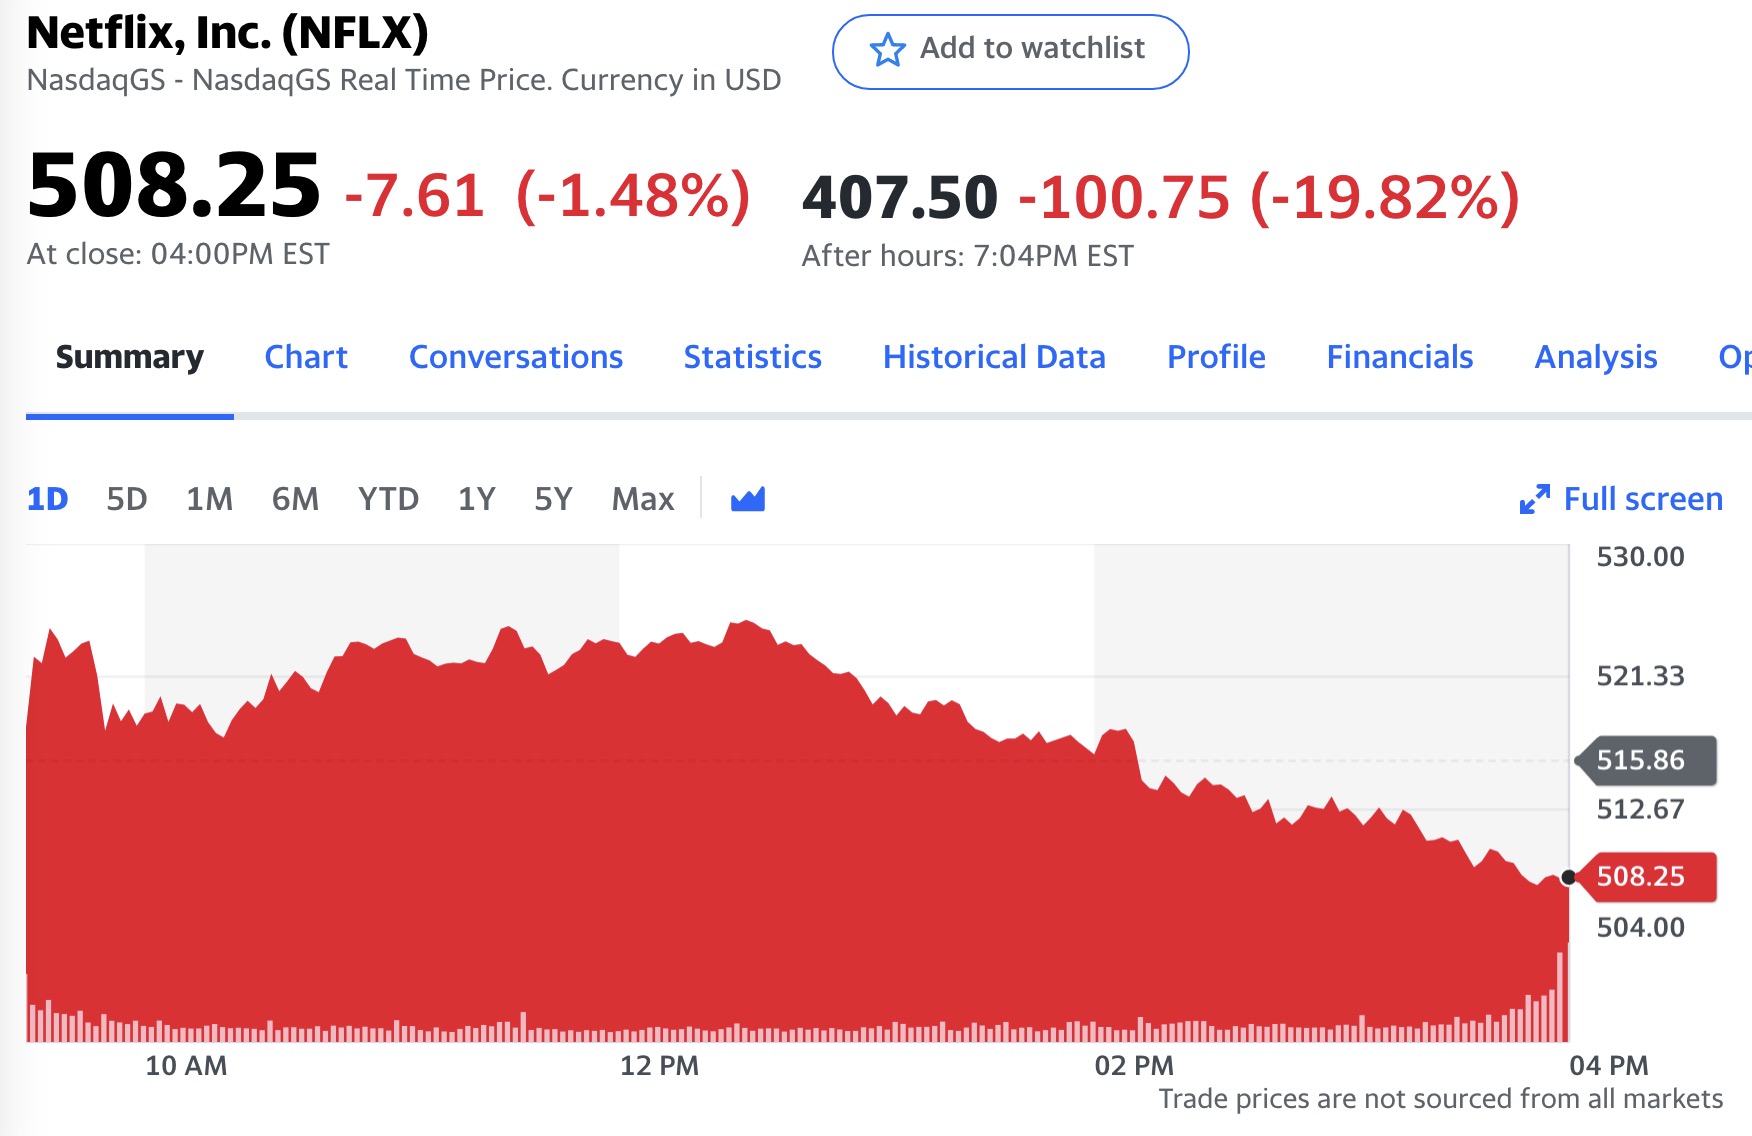 Netflix, Inc. (NFLX)
NasdaqGS - NasdaqGS Real Time Price. Currency in USD
Add to watchlist
508.25 -7.61 (-1.48%)
At close: 04:00PM EST
407.50 -100.75 (-19.82%)
After hours: 7:04PM EST
Summary Chart Conversations Statistics Historical Data Profile Financials Analysis Op
1D 5D 1M 6M YTD 1Y 5Y Max
Full screen
530.00
521.33
515.86
512.67
508.25
504.00
10 AM 12 PM 02 PM 04 PM
Trade prices are not sourced from all markets